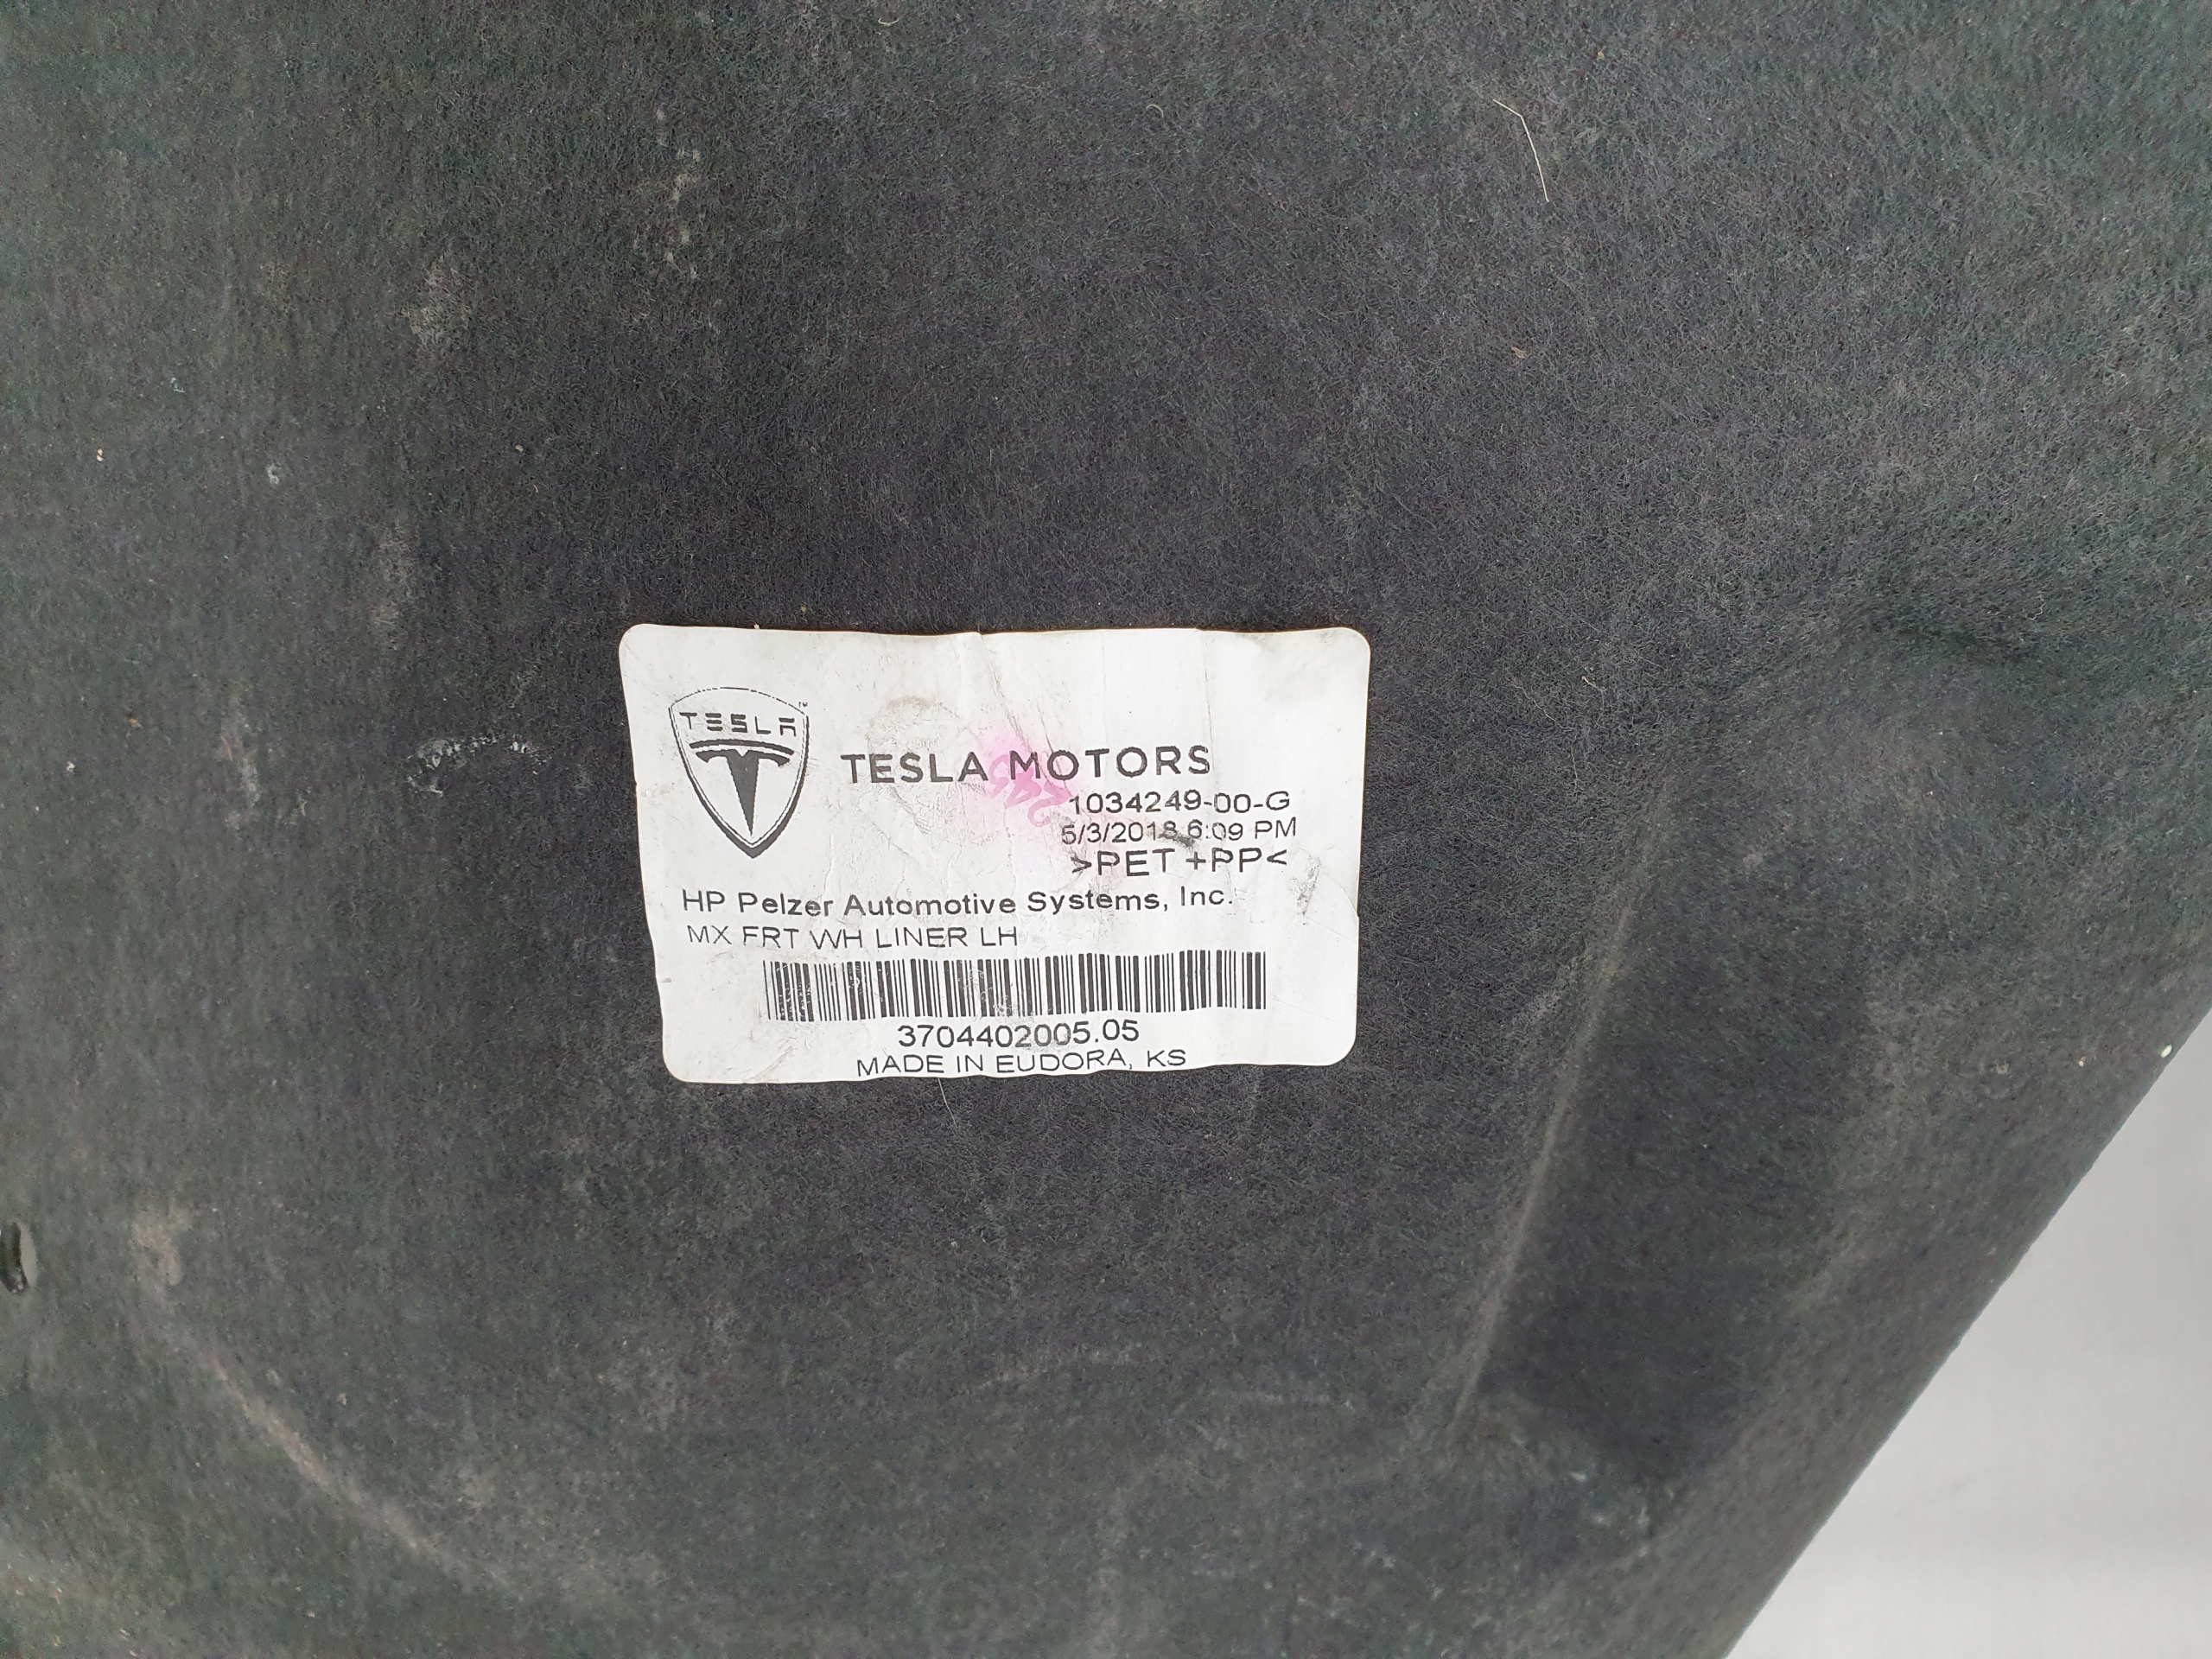 TESLA
TESLA MOTORS
1034249-00-G
5/3/2018 6:09 PM
>PET +PP<
HP Pelzer Automotive Systems, Inc.
MX FRT WH LINER LH
3704402005.05
MADE IN EUDORA, KS